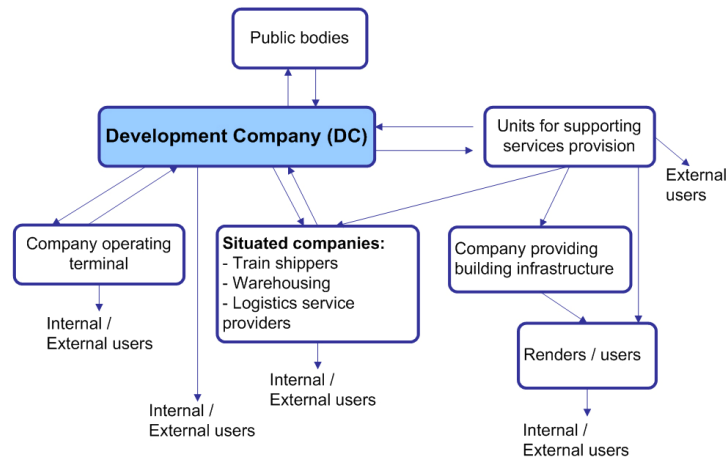 Public bodies
Development Company (DC)
Units for supporting
services provision
External
users
Company operating
terminal
Situated companies:
- Train shippers
- Warehousing
- Logistics service
providers
Company providing
building infrastructure
Internal /
External users
Renders / users
Internal /
External users
Internal /
External users
Internal /
External users